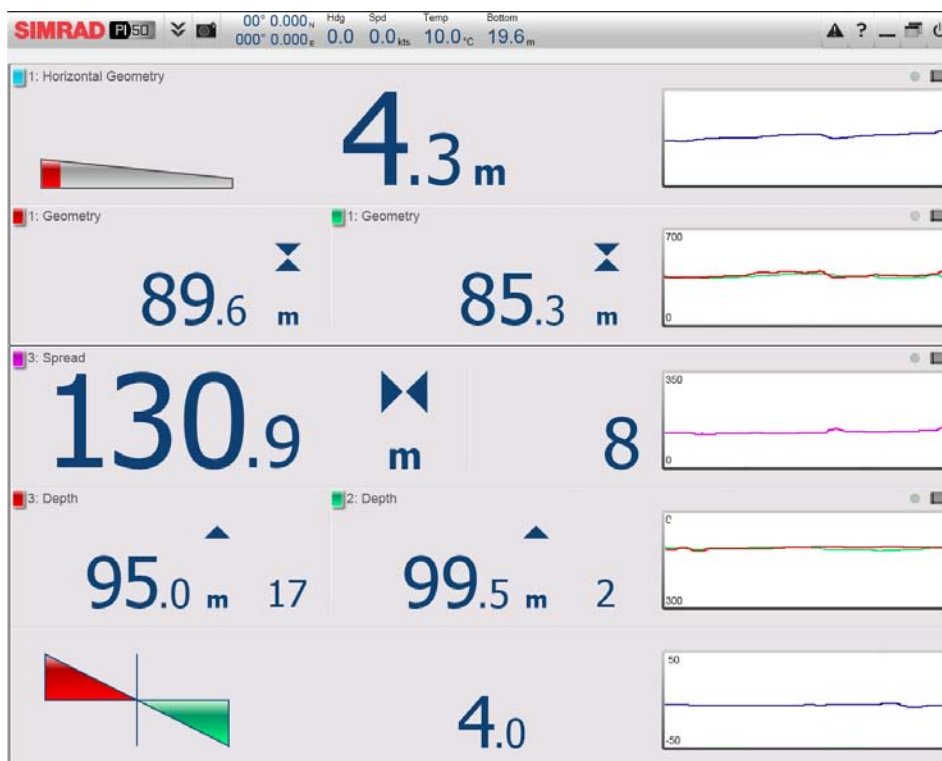 SIMRAD PI 50 00° 0.000 N Hdg Spd Temp Bottom
000° 0.000 E 0.0 0.0 kts 10.0 °C 19.6 m
?
1: Horizontal Geometry
4.3 m
1: Geometry
89.6 m
1: Geometry
85.3 m
700
0
3: Spread
130.9 m
8
350
0
3: Depth
95.0 m 17
2: Depth
99.5 m 2
0
300
4.0
50
-50